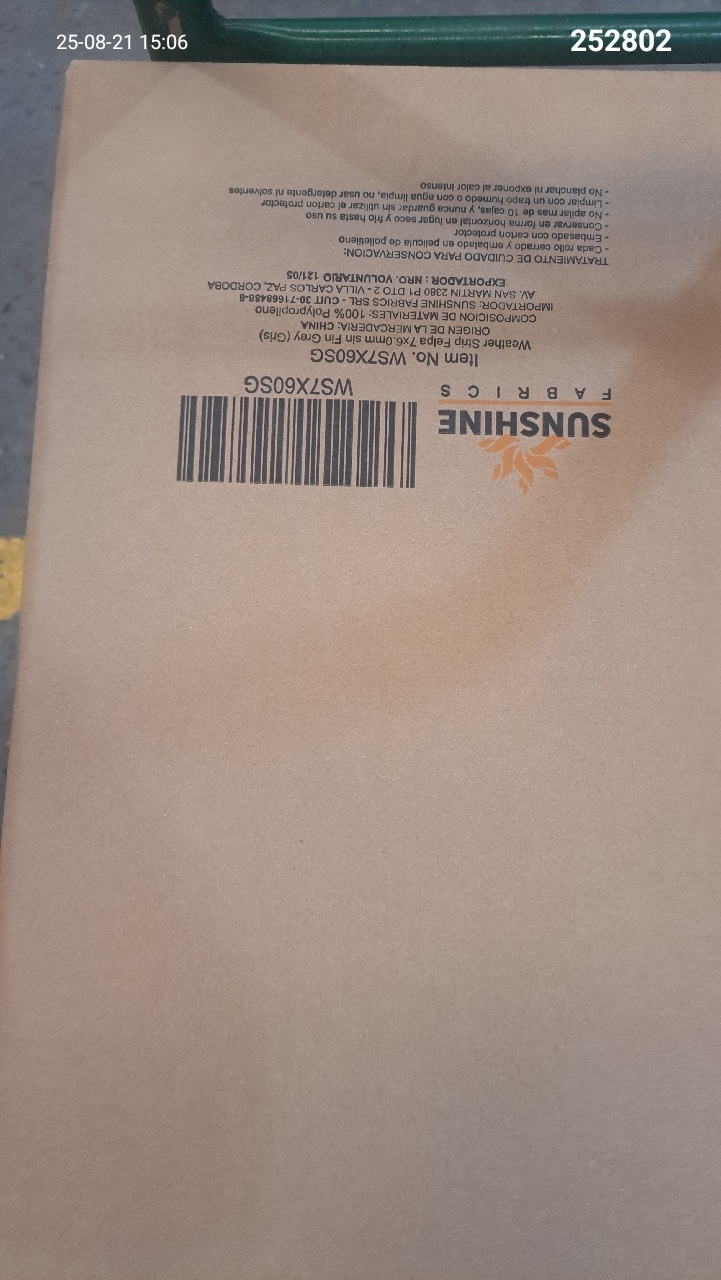 25-08-21 15:06
252802
SUNSHINE
FABRICS
WS7X60SG
Item No. WS7X60SG
Weather Strip Felpa 7x6.0mm sin Fin Grey (Gris)
ORIGEN DE LA MERCADERIA: CHINA
COMPOSICION DE MATERIALES: 100% Polypropileno
IMPORTADOR: SUNSHINE FABRICS SRL - CUIT 30-71668488-8
AV. SAN MARTIN 2380 P1 DTO 2 - VILLA CARLOS PAZ, CORDOBA
EXPORTADOR: NRO. VOLUNTARIO 121/05
TRATAMIENTO DE CUIDADO PARA CONSERVACION:
- Cada rollo cerrado y embalado en pelicula de polietileno
- Embasado con carton protector
- Conservar en forma horizontal en lugar seco y frio hasta su uso
- No apilar mas de 10 cajas, y nunca guardar sin utilizar el carton protector
- Limpiar con un trapo humedo o con agua limpia, no usar detergente ni solventes
- No planchar ni exponer al calor intenso